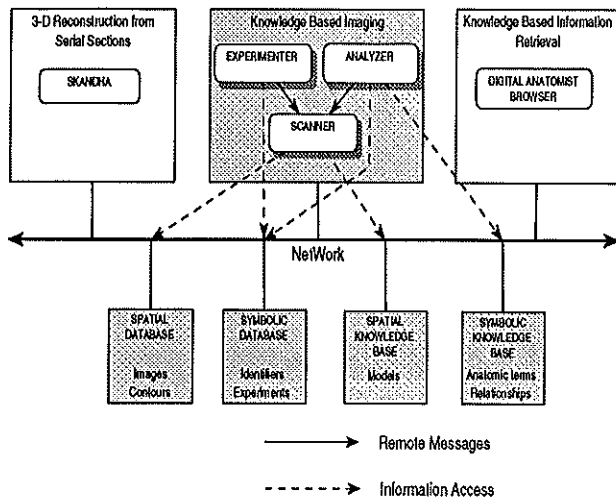 3-D Reconstruction from
Serial Sections
SKANDHA
Knowledge Based Imaging
EXPERIMENTER
ANALYZER
SCANNER
Knowledge Based Information
Retrieval
DIGITAL ANATOMIST
BROWSER
NetWork
SPATIAL
DATABASE
Images
Contours
SYMBOLIC
DATABASE
Identifiers
Experiments
SPATIAL
KNOWLEDGE
BASE
Models
SYMBOLIC
KNOWLEDGE
BASE
Anatomic terms
Relationships
Remote Messages
Information Access